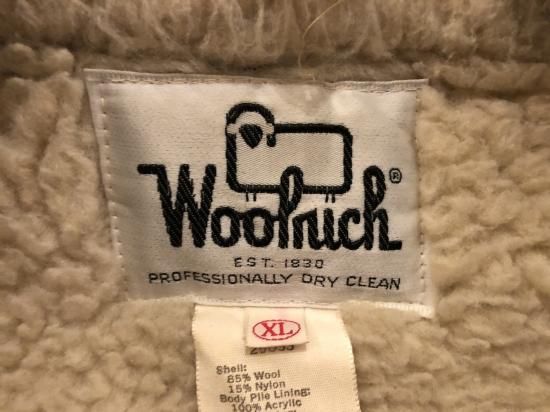 Woolrich®
EST. 1830
PROFESSIONALLY DRY CLEAN
XL
Shell:
85% Wool
15% Nylon
Body Pile Lining:
100% Acrylic